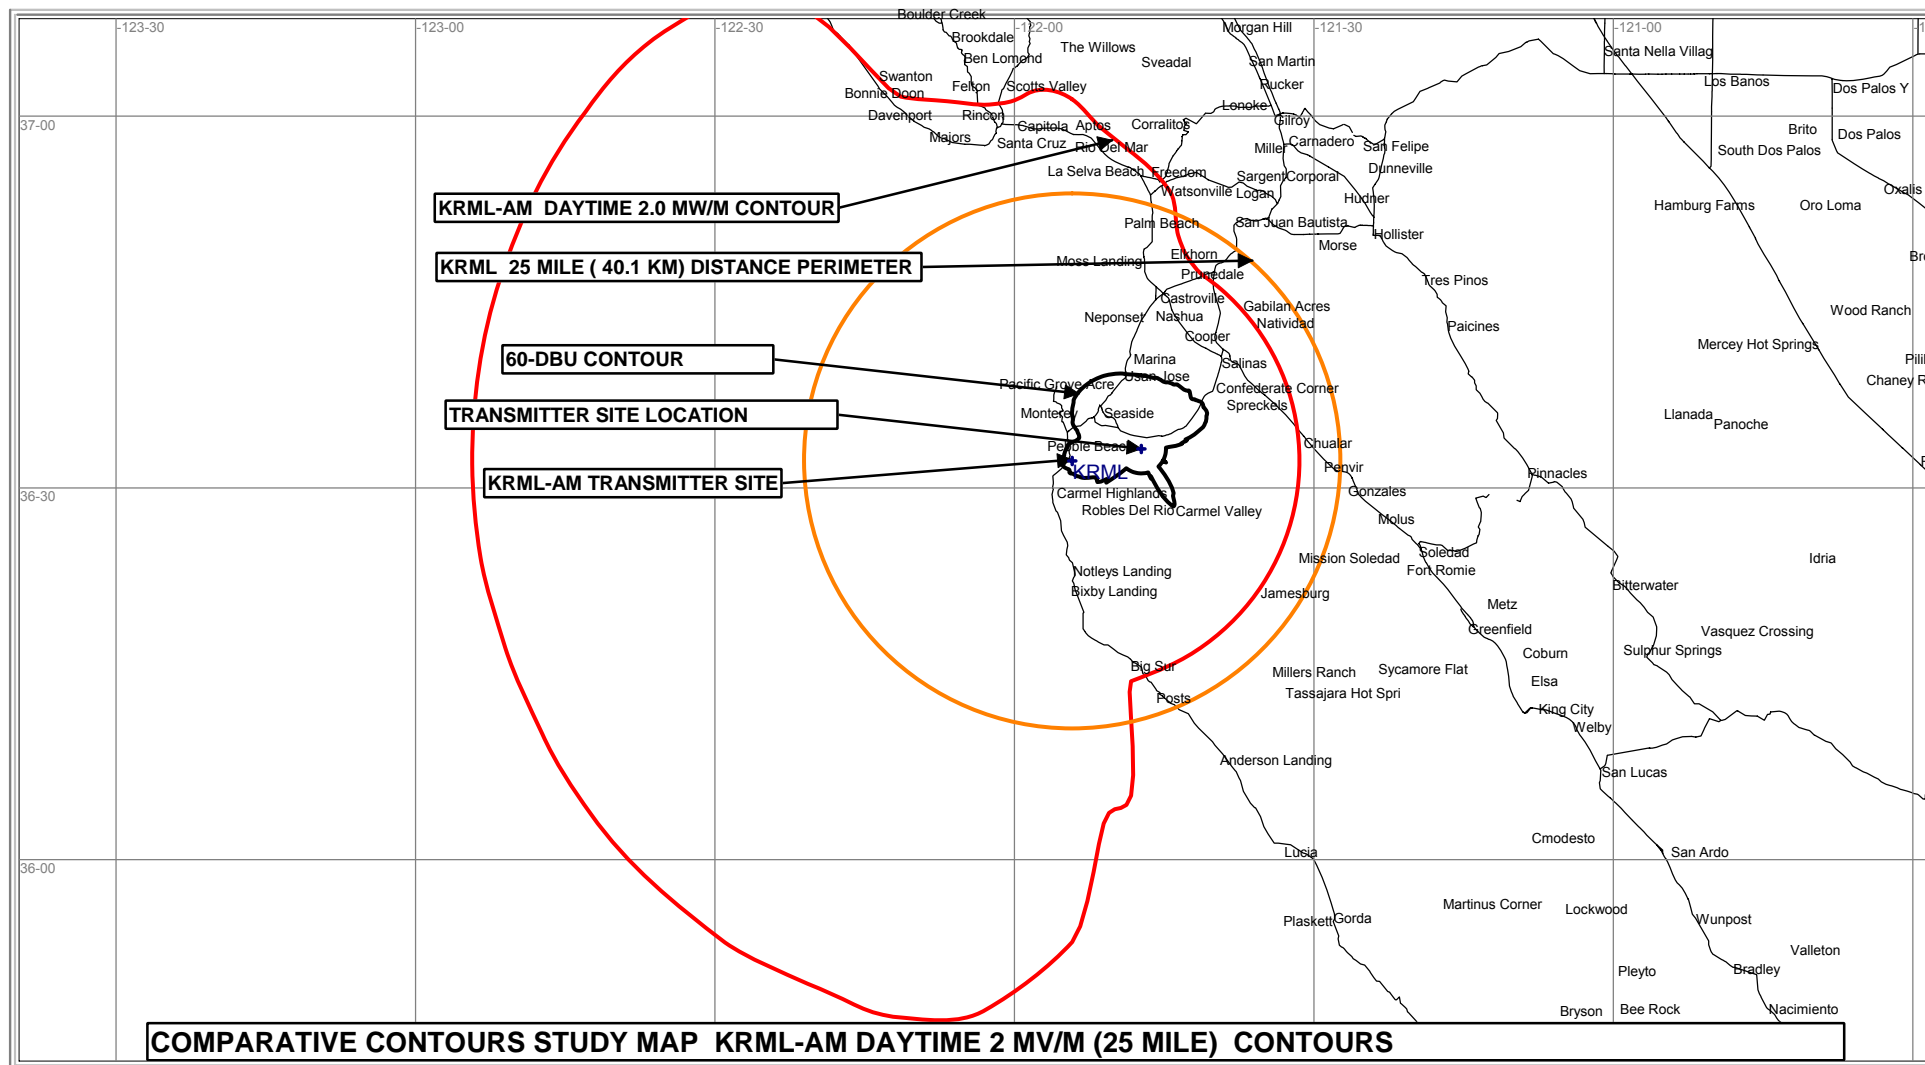 Boulder Creek
-123-30
-123-00
-122-30
-122-00
-121-30
-121-00
Morgan Hill
Brookdale
The Willows
Santa Nella Villag
Ben Lomond
Sveadal
San Martin
Swanton
Felton
Scotts Valley
Rucker
Los Banos
Dos Palos Y
Bonnie Doon
Lonoke
Davenport
Rincon
37-00
Capitola
Aptos
Corralitos
Gilroy
Brito
Dos Palos
Majors
Santa Cruz
Rio Del Mar
Miller
Carnadero
San Felipe
South Dos Palos
La Selva Beach
Freedom
Sargent
Corporal
Dunneville
Watsonville
Logan
Hudner
Oxalis
KRML-AM  DAYTIME 2.0 MW/M CONTOUR
Hamburg Farms
Oro Loma
Palm Beach
San Juan Bautista
Hollister
Morse
Moss Landing
Elkhorn
Bre
KRML  25 MILE ( 40.1 KM) DISTANCE PERIMETER
Prunedale
Tres Pinos
Castroville
Gabilan Acres
Wood Ranch
Neponset
Nashua
Natividad
Paicines
Cooper
Mercey Hot Springs
60-DBU CONTOUR
Marina
Salinas
Pili
Pacific Grove Acre
Usan Jose
Confederate Corner
Chaney R
TRANSMITTER SITE LOCATION
Monterey
Seaside
Spreckels
Llanada
Panoche
Pebble Beach
Chualar
KRML
Penvir
Pinnacles
KRML-AM TRANSMITTER SITE
36-30
Carmel Highlands
Gonzales
Robles Del Rio
Carmel Valley
Molus
Mission Soledad
Soledad
Idria
Notleys Landing
Fort Romie
Bixby Landing
Jamesburg
Bitterwater
Metz
Greenfield
Vasquez Crossing
Coburn
Sulphur Springs
Big Sur
Millers Ranch
Sycamore Flat
Elsa
Posts
Tassajara Hot Spri
King City
Welby
Anderson Landing
San Lucas
Cmodesto
36-00
Lucia
San Ardo
Martinus Corner
Lockwood
Plaskett
Gorda
Wunpost
Valleton
Pleyto
Bradley
Bryson
Bee Rock
Nacimiento
COMPARATIVE CONTOURS STUDY MAP  KRML-AM DAYTIME 2 MV/M (25 MILE)  CONTOURS